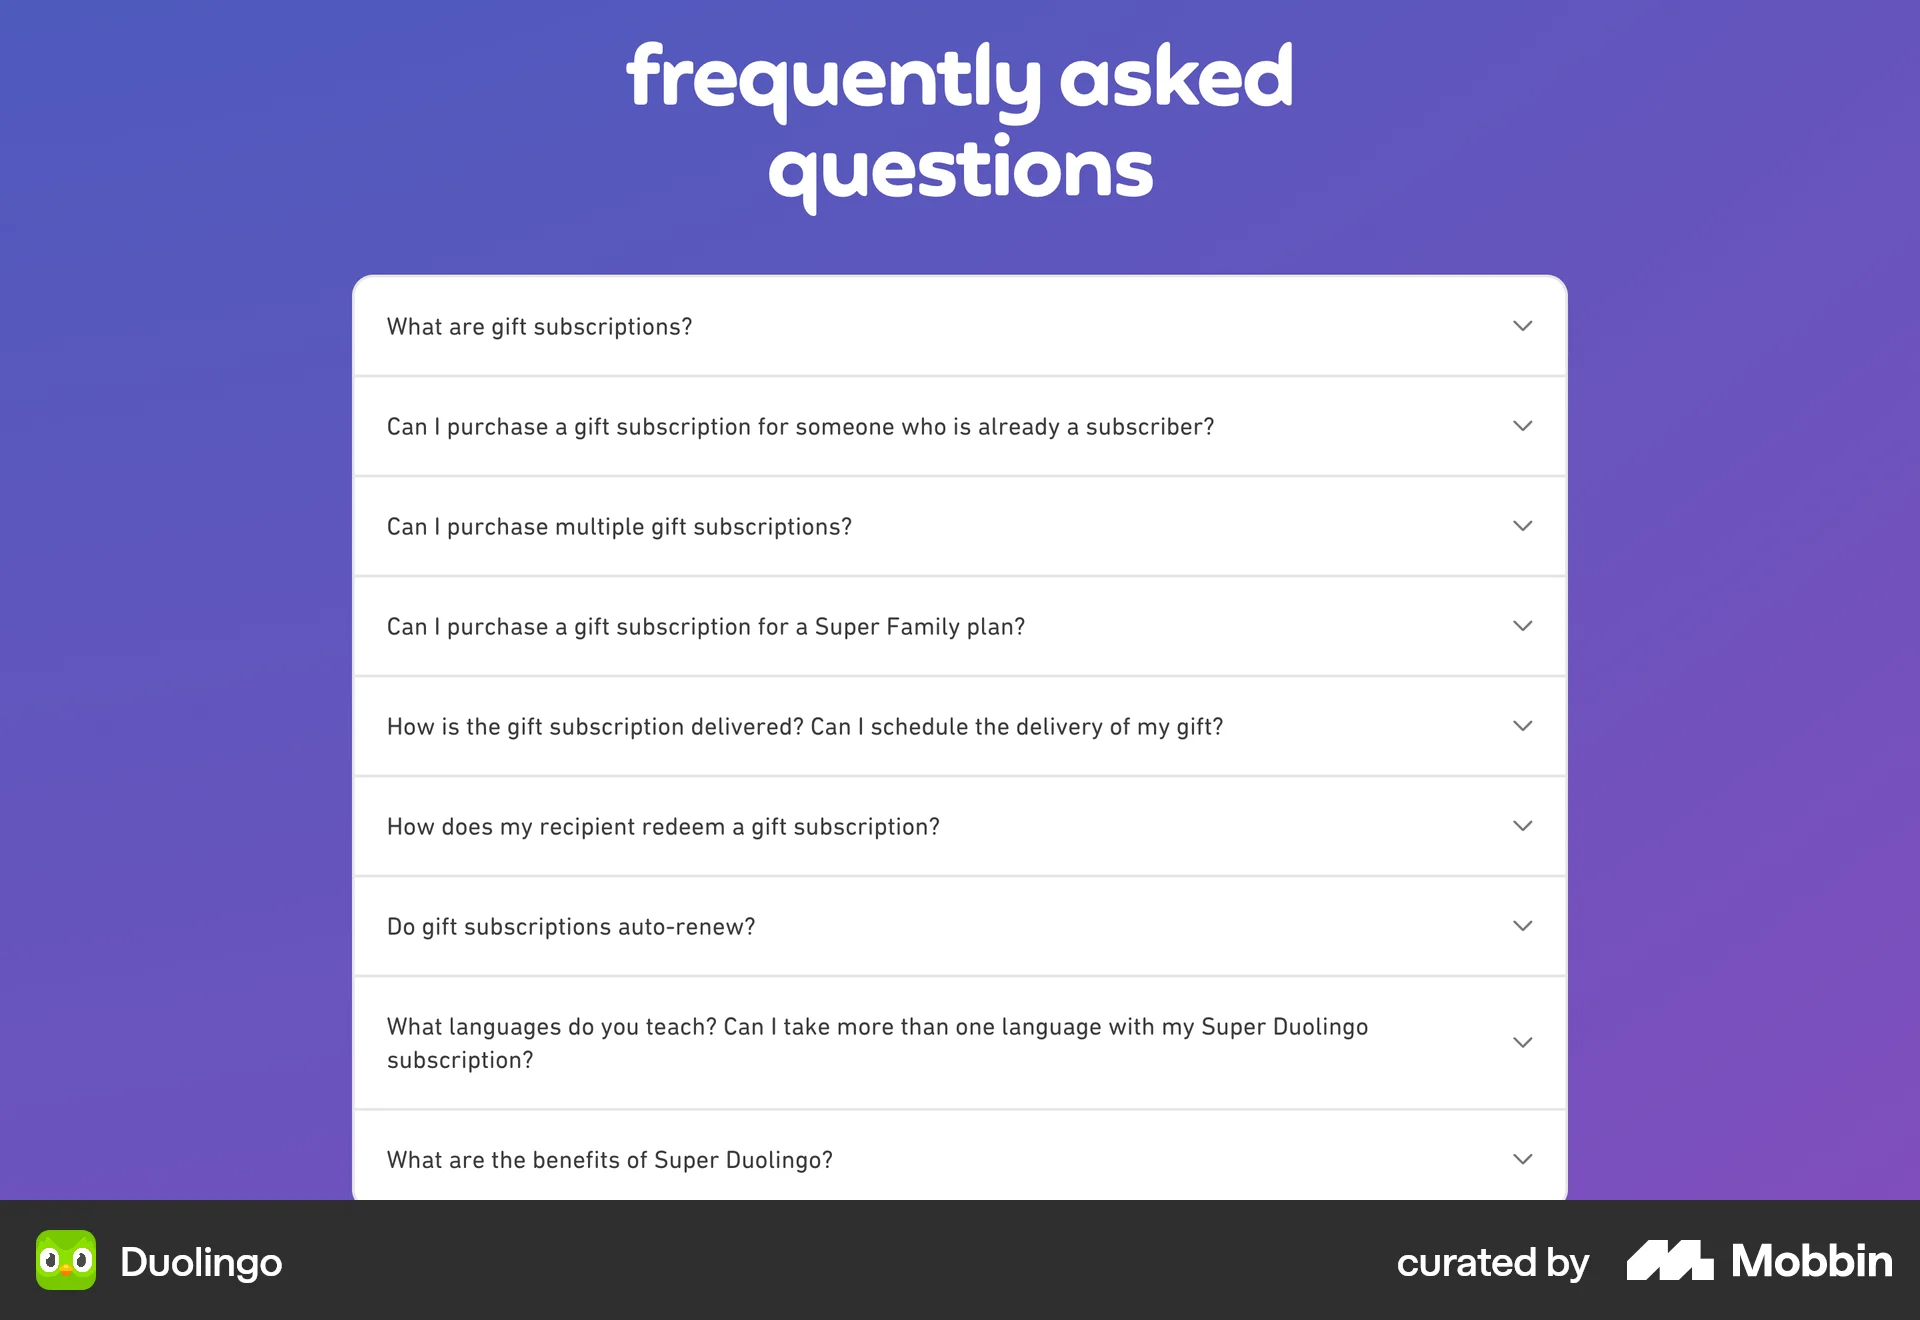 frequently asked
questions
What are gift subscriptions?
Can I purchase a gift subscription for someone who is already a subscriber?
Can I purchase multiple gift subscriptions?
Can I purchase a gift subscription for a Super Family plan?
How is the gift subscription delivered? Can I schedule the delivery of my gift?
How does my recipient redeem a gift subscription?
Do gift subscriptions auto-renew?
What languages do you teach? Can I take more than one language with my Super Duolingo
subscription?
What are the benefits of Super Duolingo?
Duolingo
curated by Mobbin